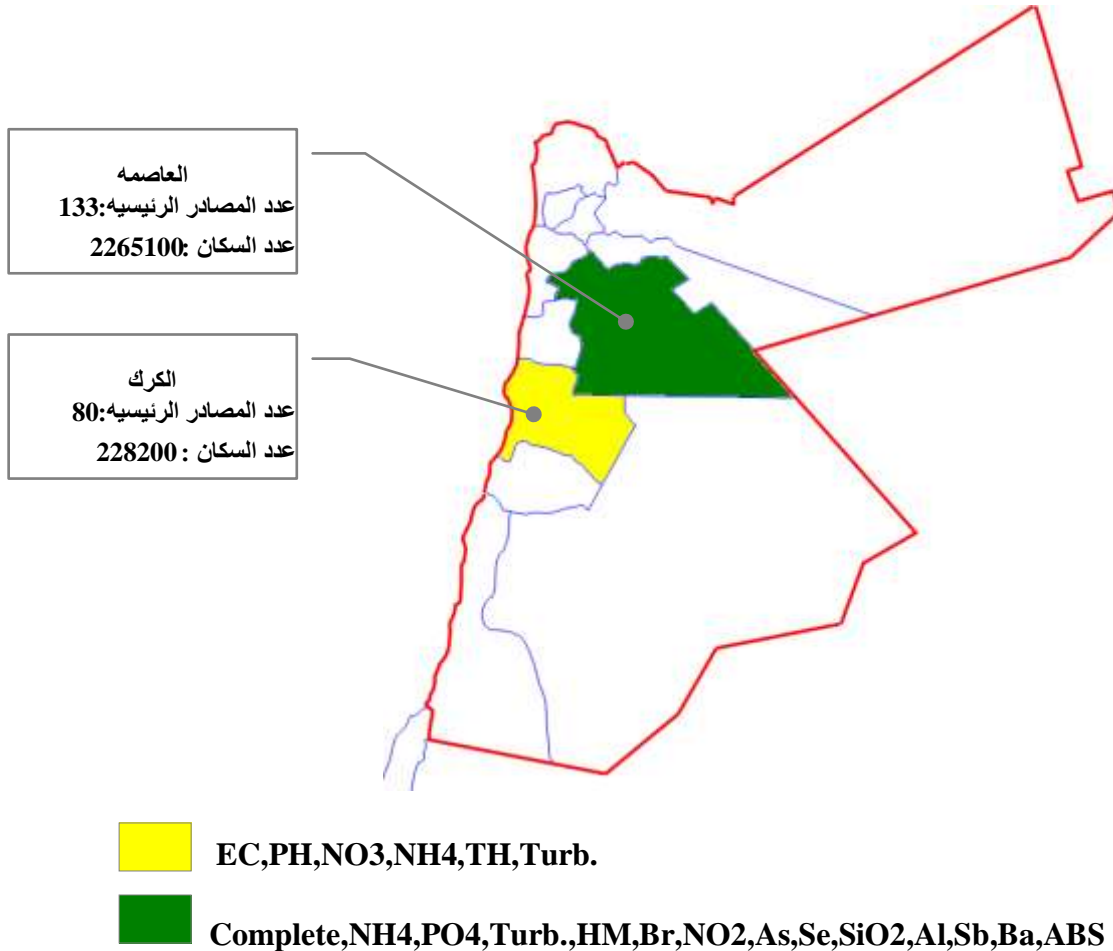 العاصمه
عدد المصادر الرئيسيه:133
عدد السكان :2265100
الكرك
عدد المصادر الرئيسيه:80
عدد السكان : 228200
EC,PH,NO3,NH4,TH,Turb.
Complete,NH4,PO4,Turb.,HM,Br,NO2,As,Se,SiO2,Al,Sb,Ba,ABS